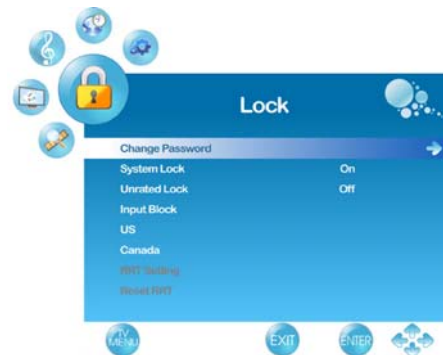 Lock
Change Password
System Lock On
Unrated Lock Off
Input Block
US
Canada
RRT Setting
Reset RRT
TV MENU
EXIT
ENTER